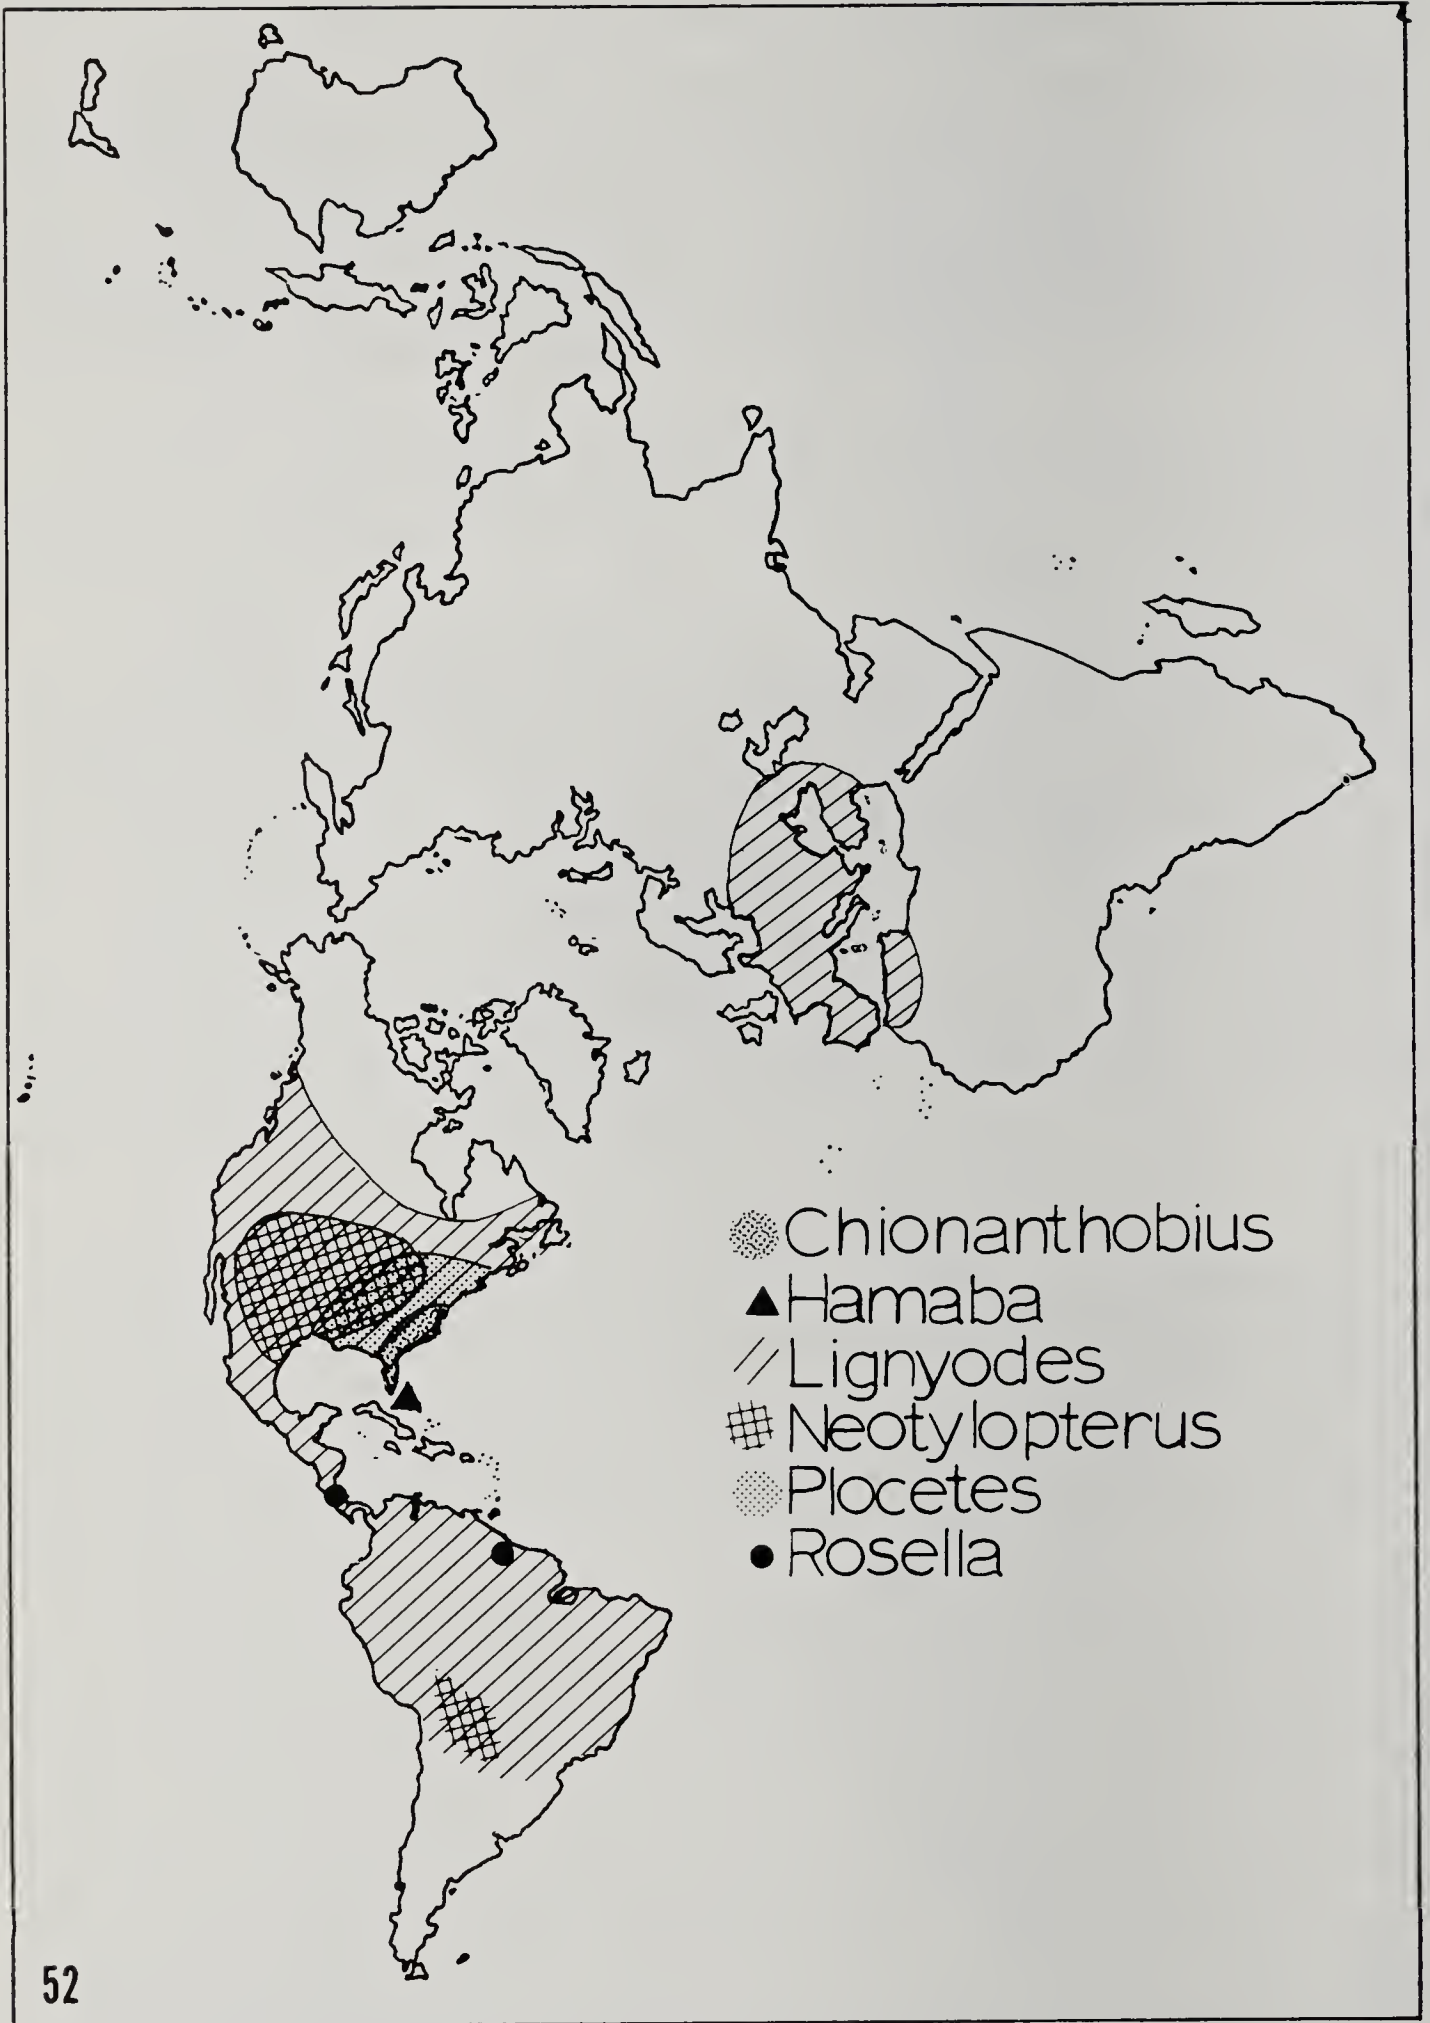 Chionanthobius
Hamaba
Lignyodes
Neotylopterus
Plocetes
Rosella
52